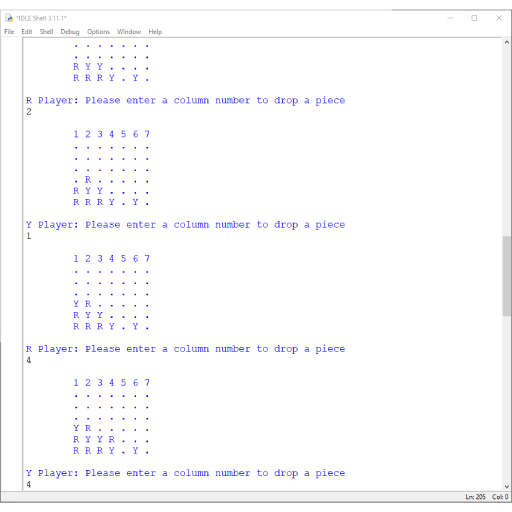 *IDLE Shell 3.11.1*
File Edit Shell Debug Options Window Help
. . . . . . .
. . . . . . .
R Y Y . . . .
R R R Y . Y .
R Player: Please enter a column number to drop a piece
2
1 2 3 4 5 6 7
. . . . . . .
. . . . . . .
. . . . . . .
. R . . . . .
R Y Y . . . .
R R R Y . Y .
Y Player: Please enter a column number to drop a piece
1
1 2 3 4 5 6 7
. . . . . . .
. . . . . . .
. . . . . . .
Y R . . . . .
R Y Y . . . .
R R R Y . Y .
R Player: Please enter a column number to drop a piece
4
1 2 3 4 5 6 7
. . . . . . .
. . . . . . .
. . . . . . .
Y R . . . . .
R Y Y R . . .
R R R Y . Y .
Y Player: Please enter a column number to drop a piece
4
Ln: 205 Col: 0